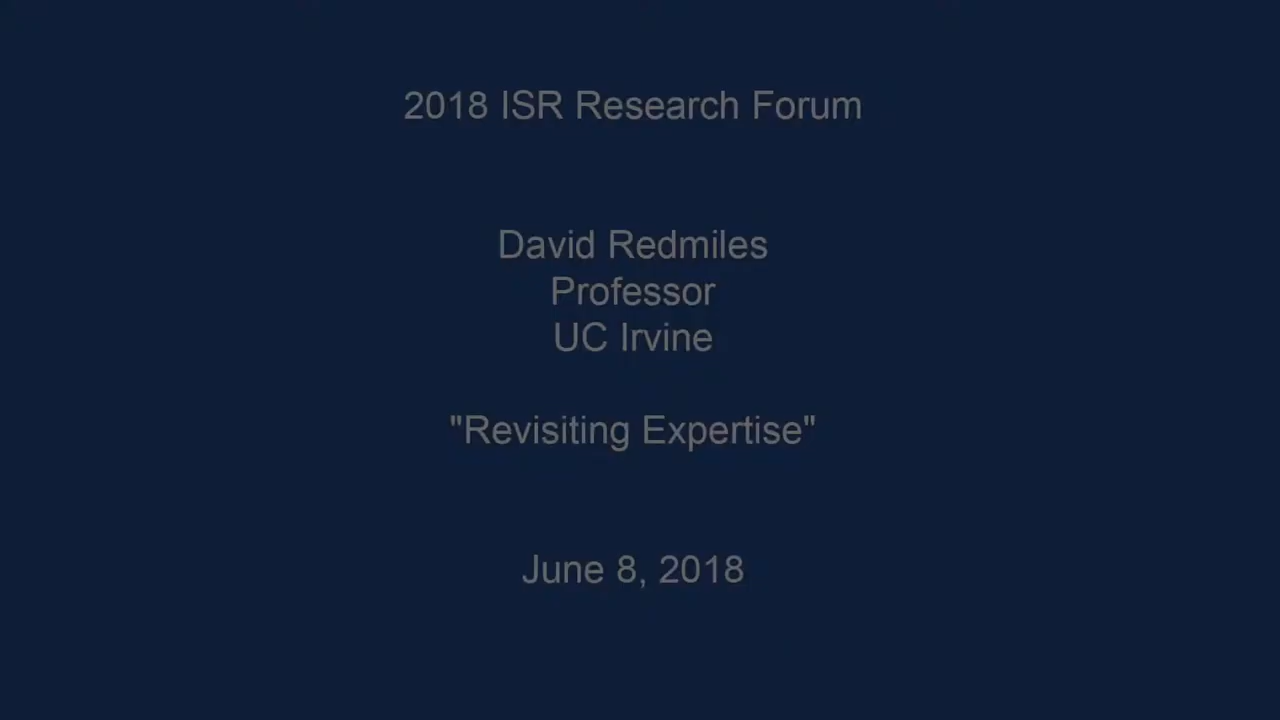 2018 ISR Research Forum
David Redmiles
Professor
UC Irvine
"Revisiting Expertise"
June 8, 2018